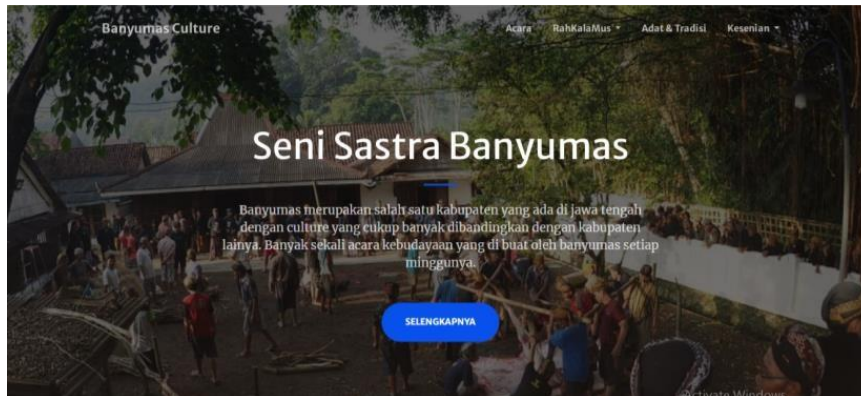 Banyumas Culture
Acara RahKalaMus Adat & Tradisi Kesenian
Seni Sastra Banyumas
Banyumas merupakan salah satu kabupaten yang ada di jawa tengah
dengan culture yang cukup banyak dibandingkan dengan kabupaten
lainya. Banyak sekali acara kebudayaan yang di buat oleh banyumas setiap
minggunya.
SELENGKAPNYA
Activate Windows